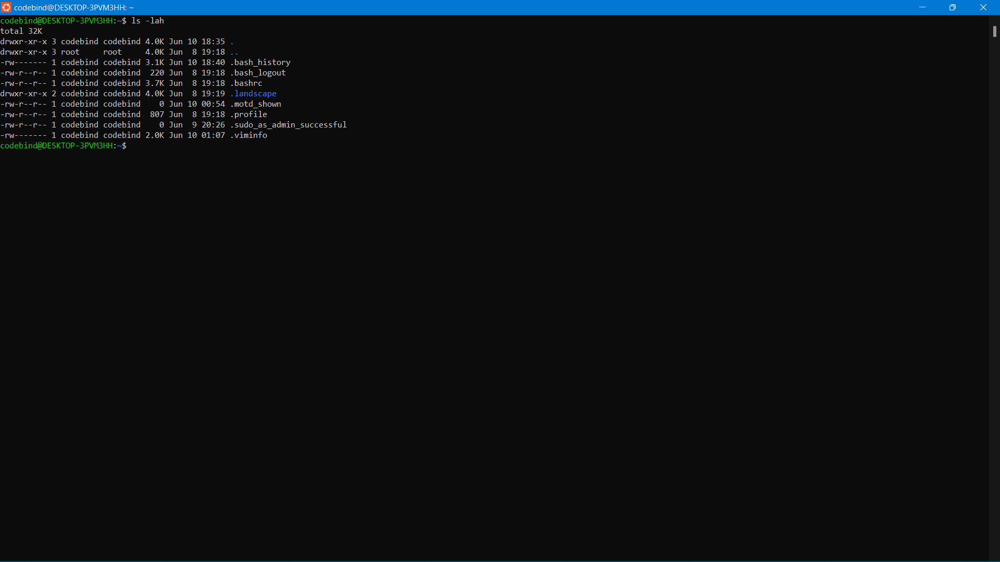 codebind@DESKTOP-3PVM3HH: ~
codebind@DESKTOP-3PVM3HH:~$ ls -lah
total 32K
drwxr-xr-x 3 codebind codebind 4.0K Jun 10 18:35 .
drwxr-xr-x 3 root     root     4.0K Jun  8 19:18 ..
-rw------- 1 codebind codebind 3.1K Jun 10 18:40 .bash_history
-rw-r--r-- 1 codebind codebind  220 Jun  8 19:18 .bash_logout
-rw-r--r-- 1 codebind codebind 3.7K Jun  8 19:18 .bashrc
drwxr-xr-x 2 codebind codebind 4.0K Jun  8 19:19 .landscape
-rw-r--r-- 1 codebind codebind    0 Jun 10 00:54 .motd_shown
-rw-r--r-- 1 codebind codebind  807 Jun  8 19:18 .profile
-rw-r--r-- 1 codebind codebind    0 Jun  9 20:26 .sudo_as_admin_successful
-rw------- 1 codebind codebind 2.0K Jun 10 01:07 .viminfo
codebind@DESKTOP-3PVM3HH:~$